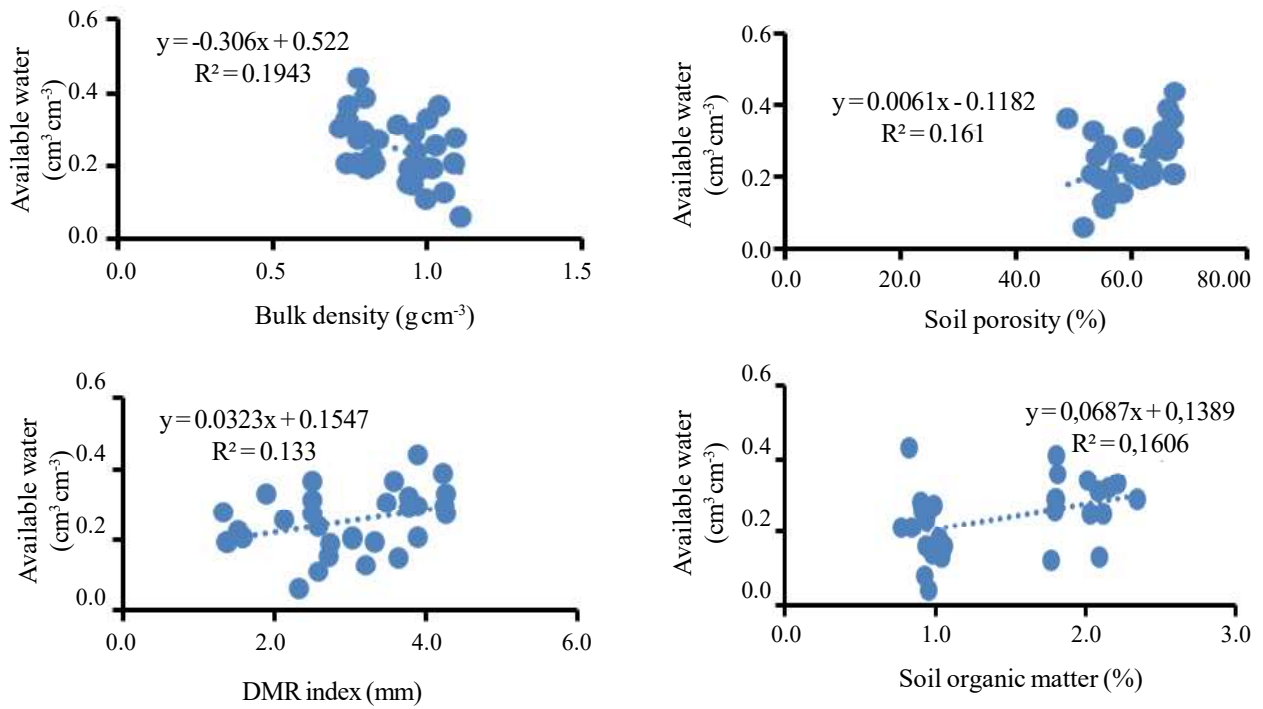 Available water
(cm³ cm⁻³)
0.6
0.4
0.2
0.0
y = -0.306x + 0.522
R² = 0.1943
0.0 0.5 1.0 1.5
Bulk density (g cm⁻³)
Available water
(cm³ cm⁻³)
0.6
0.4
0.2
0.0
y = 0.0061x - 0.1182
R² = 0.161
0.0 20.0 40.0 60.0 80.00
Soil porosity (%)
Available water
(cm³ cm⁻³)
0.6
0.4
0.2
0.0
y = 0.0323x + 0.1547
R² = 0.133
0.0 2.0 4.0 6.0
DMR index (mm)
Available water
(cm³ cm⁻³)
0.6
0.4
0.2
0.0
y = 0,0687x + 0,1389
R² = 0,1606
0.0 1.0 2.0 3.0
Soil organic matter (%)